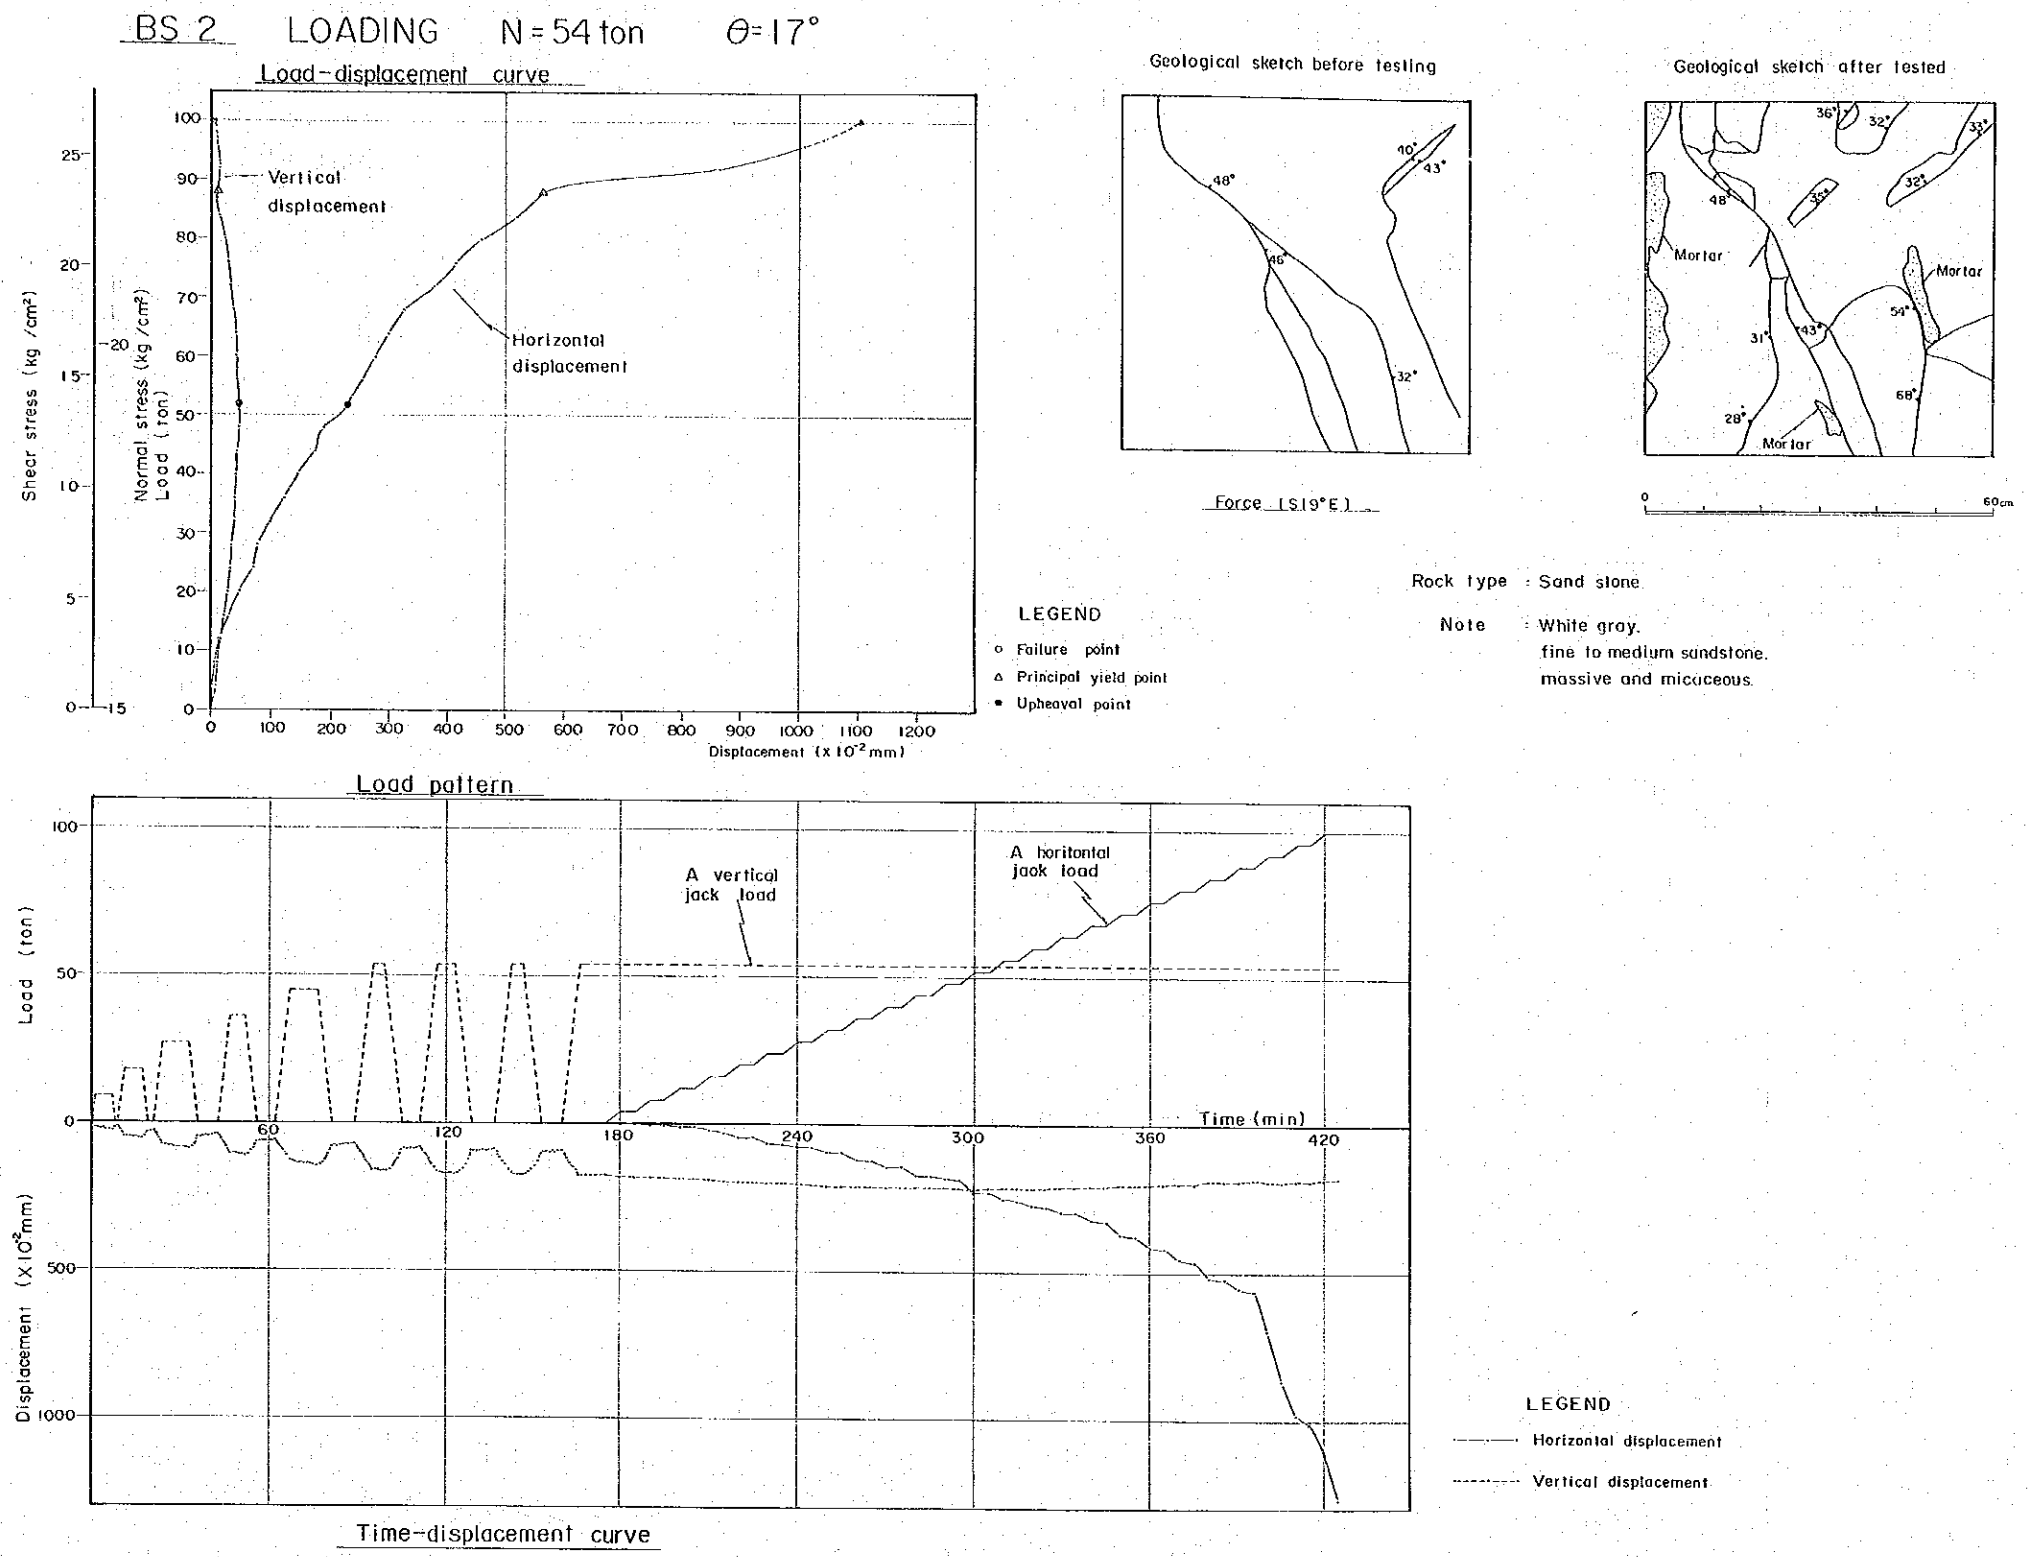 BS 2 LOADING N=54 ton θ=17°
Load-displacement curve
Shear stress (kg/cm²)
25
20
15
10
5
0
Normal stress (kg/cm²)
20
15
Load (ton)
100
90
80
70
60
50
40
30
20
10
0
Vertical
displacement
Horizontal
displacement
0 100 200 300 400 500 600 700 800 900 1000 1100 1200
Displacement (x10⁻²mm)
LEGEND
○ Failure point
△ Principal yield point
● Upheaval point
Geological sketch before testing
48°
40°
43°
46°
32°
Force [S19°E]
Geological sketch after tested
36°
32°
33°
48°
35°
32°
Mortar
Mortar
54°
31°
43°
68°
28°
Mortar
0 60cm
Rock type : Sand stone
Note : White gray,
fine to medium sandstone.
massive and micaceous.
Load pattern
Load (ton)
100
50
0
A vertical
jack load
A horitontal
jaok load
Time (min)
60 120 180 240 300 360 420
Displacement (X10⁻²mm)
500
1000
Time-displacement curve
LEGEND
Horizontal displacement
Vertical displacement